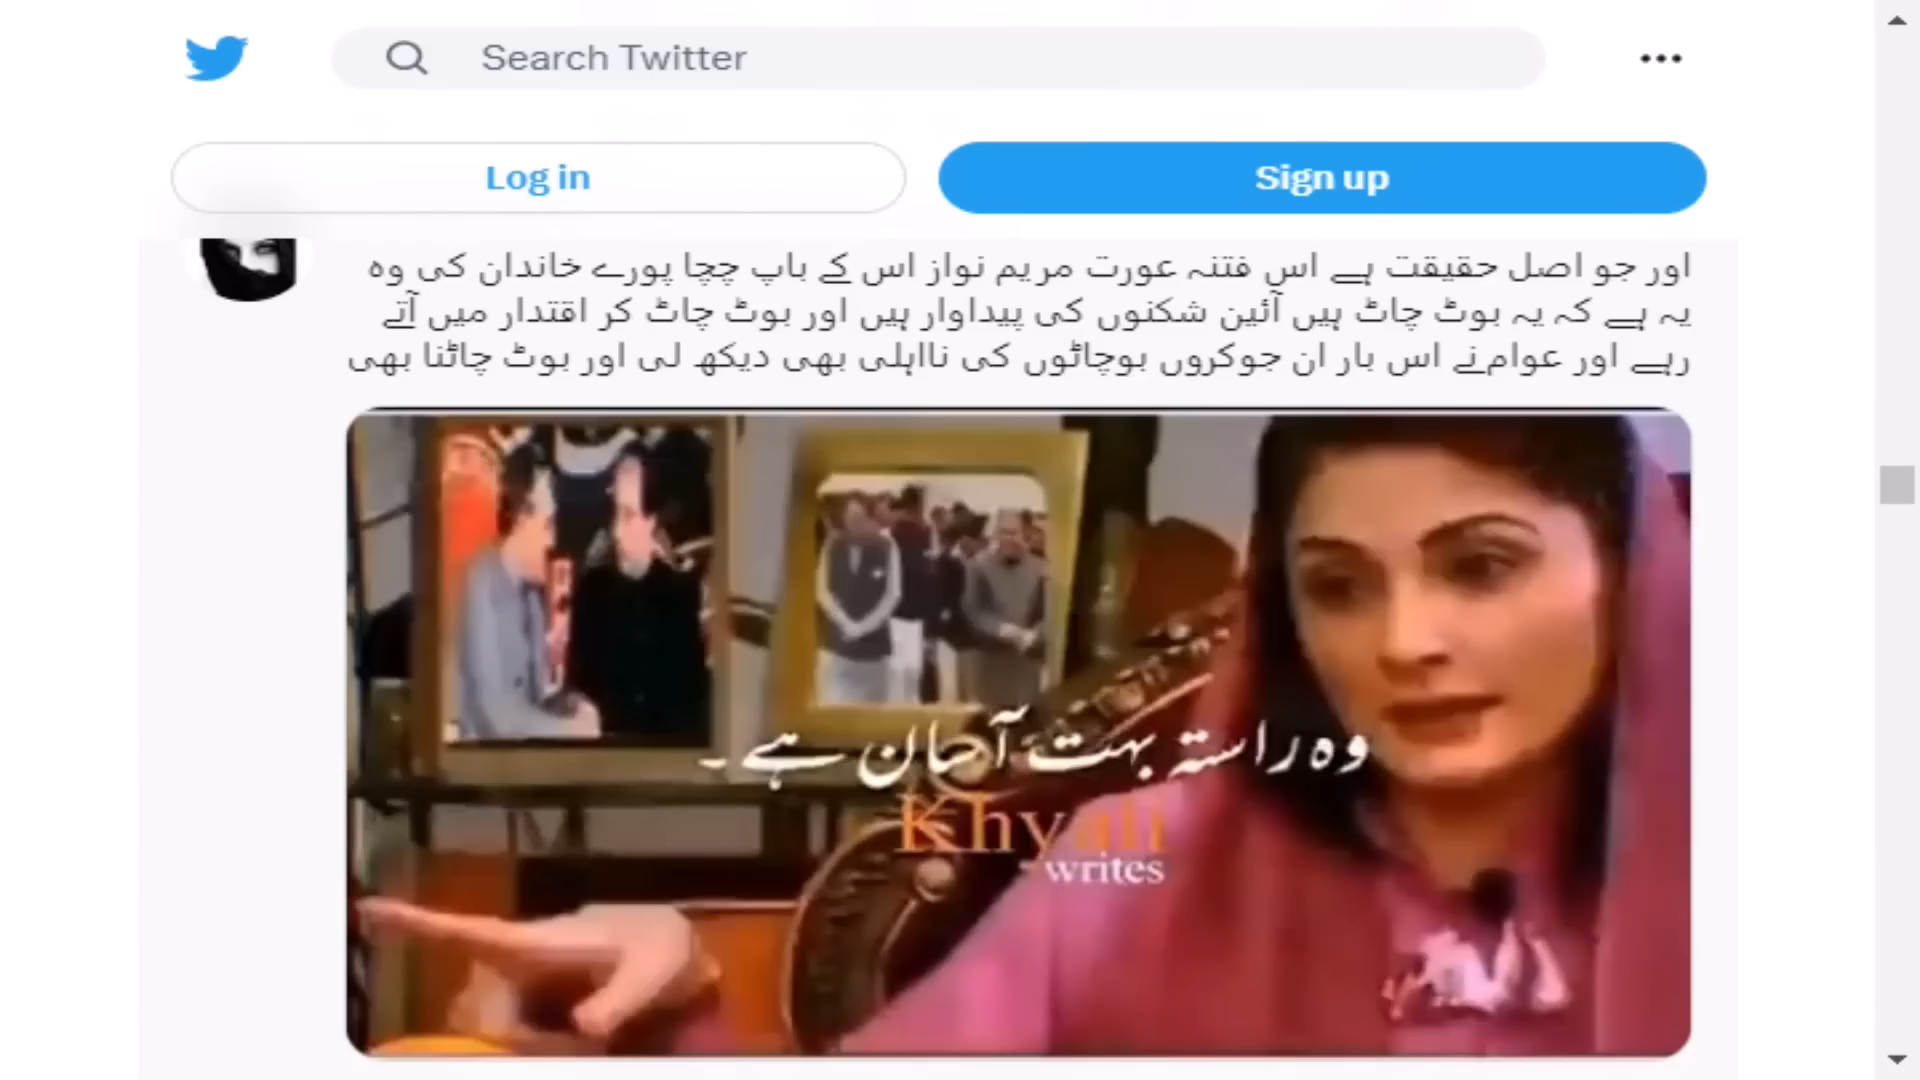 Search Twitter
Log in
Sign up
اور جو اصل حقیقت ہے اس فتنہ عورت مریم نواز اس کے باپ چچا پورے خاندان کی وہ
یہ ہے کہ یہ بوٹ چاٹ ہیں آئین شکنوں کی پیداوار ہیں اور بوٹ چاٹ کر اقتدار میں آتے
رہے اور عوام نے اس بار ان جوکروں بوچاٹوں کی نااہلی بھی دیکھ لی اور بوٹ چاٹنا بھی
وہ راستہ بہت آسان ہے۔
Khyali
writes